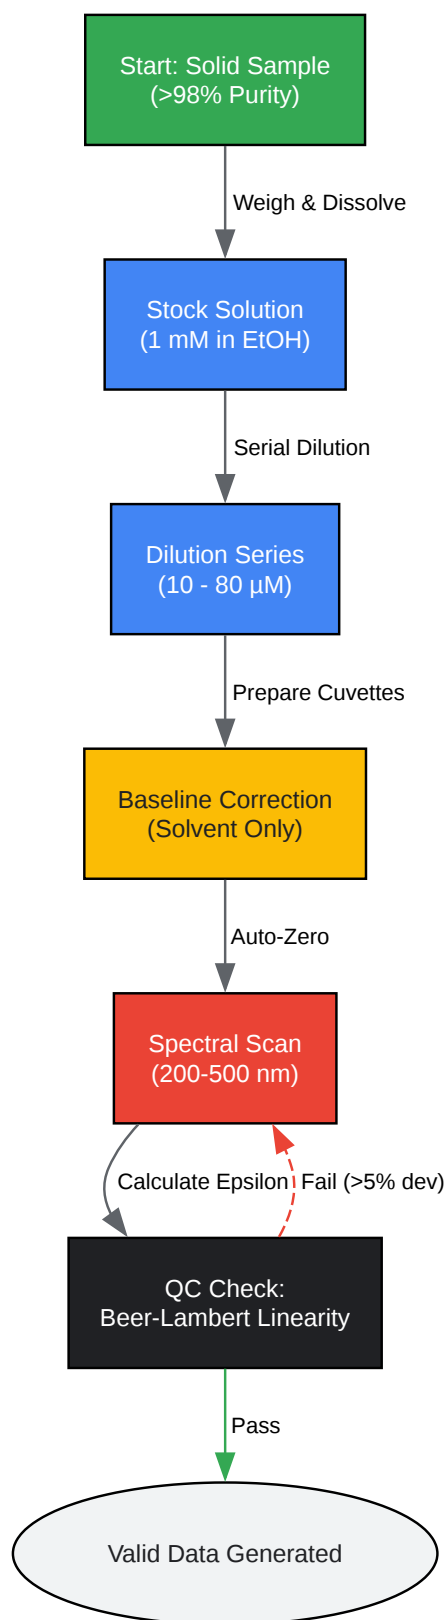 Start: Solid Sample
(>98% Purity)
Weigh & Dissolve
Stock Solution
(1 mM in EtOH)
Serial Dilution
Dilution Series
(10 - 80 µM)
Prepare Cuvettes
Baseline Correction
(Solvent Only)
Auto-Zero
Spectral Scan
(200-500 nm)
Calculate Epsilon
Fail (>5% dev)
QC Check:
Beer-Lambert Linearity
Pass
Valid Data Generated